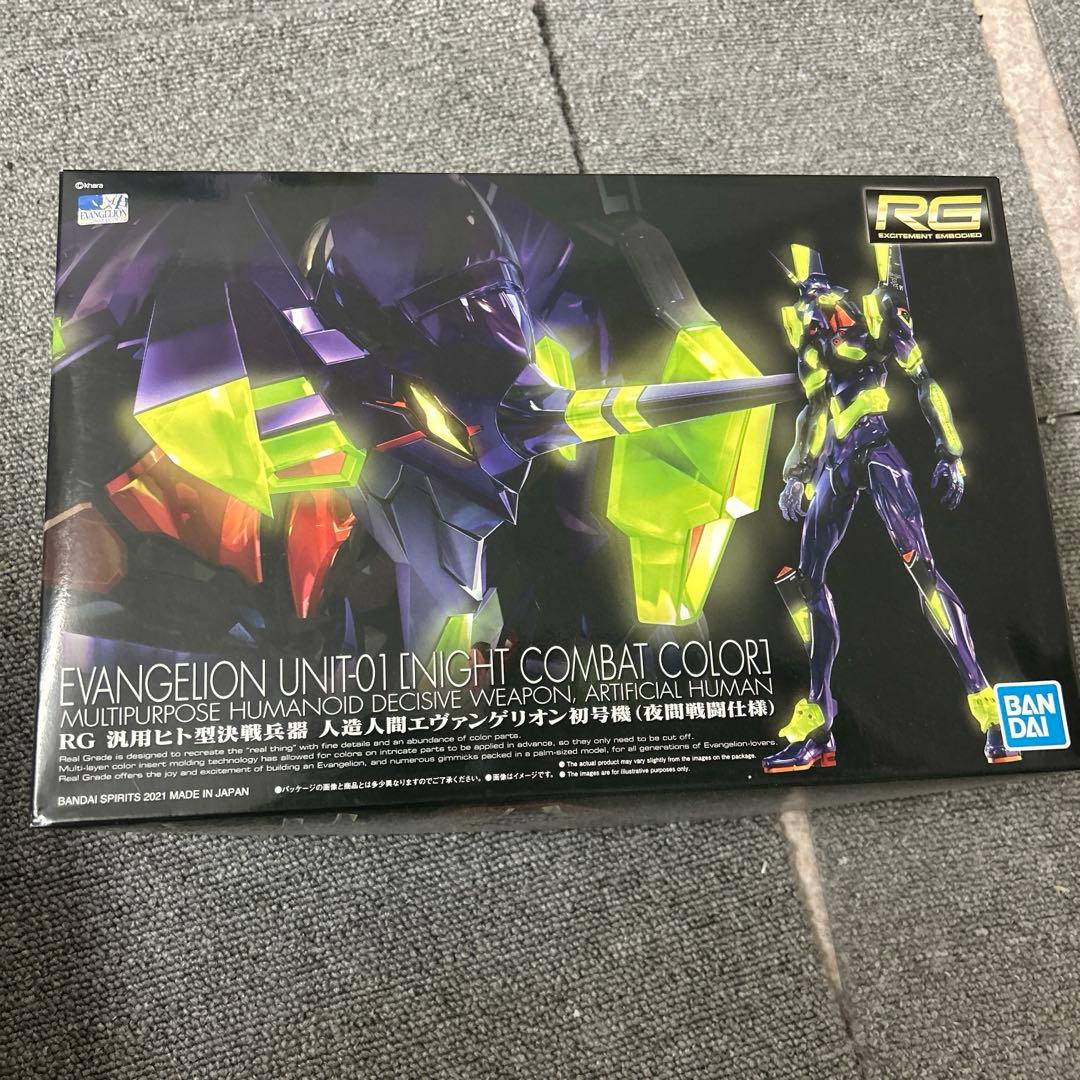 ©khara
EVANGELION
RG
EXCITEMENT EMBODIED
EVANGELION UNIT-01 [NIGHT COMBAT COLOR]
MULTIPURPOSE HUMANOID DECISIVE WEAPON, ARTIFICIAL HUMAN
RG 汎用ヒト型決戦兵器 人造人間エヴァンゲリオン初号機(夜間戦闘仕様)
Real Grade is designed to recreate the "real thing" with fine details and an abundance of color parts.
Multi-layer color insert molding technology has allowed for colors on intricate parts to be applied in advance, so they only need to be cut off.
Real Grade offers the joy and excitement of building an Evangelion, and numerous gimmicks packed in a palm-sized model, for all generations of Evangelion-lovers.
BANDAI SPIRITS 2021 MADE IN JAPAN
●パッケージの画像と商品とは多少異なりますのでご了承ください。●画像はイメージです。
●The actual product may vary slightly from the images on the package.
●The images are for illustrative purposes only.
BAN
DAI